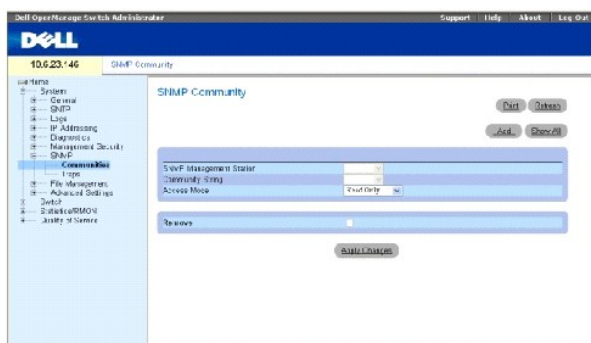 Dell OpenManage Switch Administrator
Support Help About Log Out
DELL
10.6.23.146
SNMP Community
Home
System
General
SNTP
Logs
IP Addressing
Diagnostics
Management Security
SNMP
Communities
Traps
File Management
Advanced Settings
Switch
Statistics/RMON
Quality of Service
SNMP Community
Print Refresh
Add Show All
SNMP Management Station
Community String
Access Mode Read Only
Remove
Apply Changes